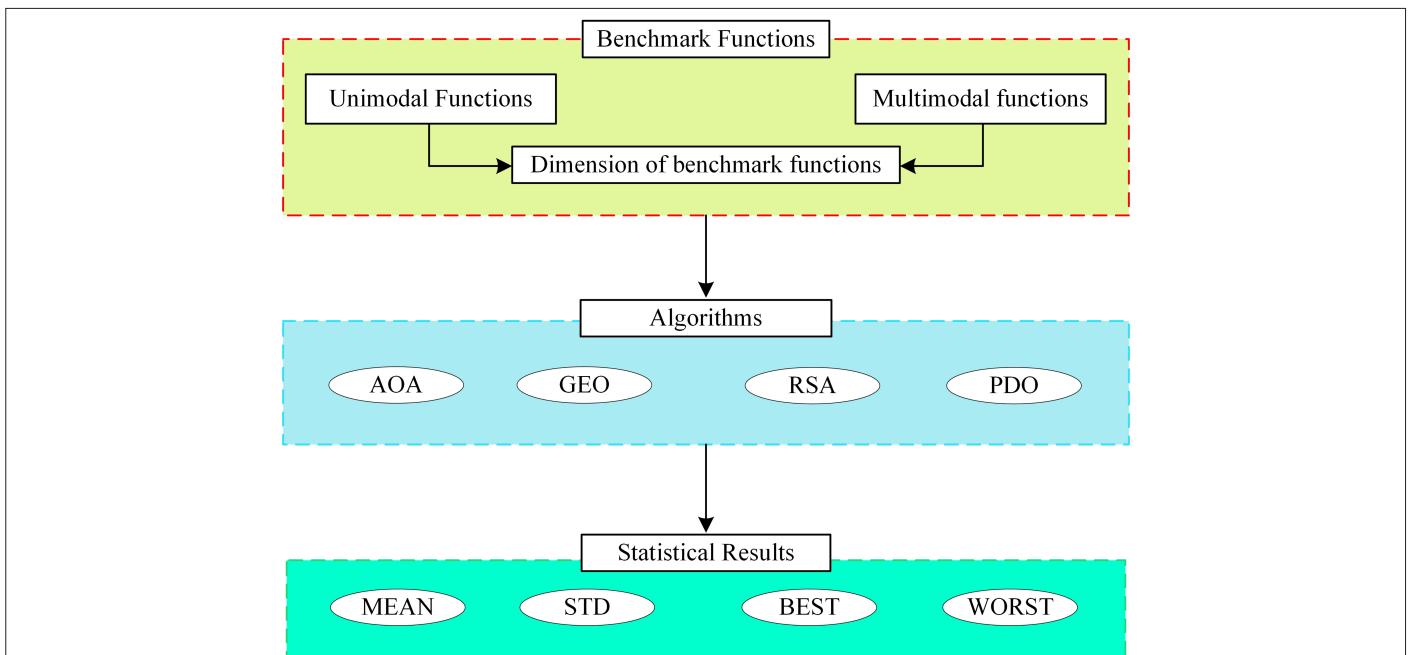 Benchmark Functions
Unimodal Functions
Multimodal functions
Dimension of benchmark functions
Algorithms
AOA
GEO
RSA
PDO
Statistical Results
MEAN
STD
BEST
WORST